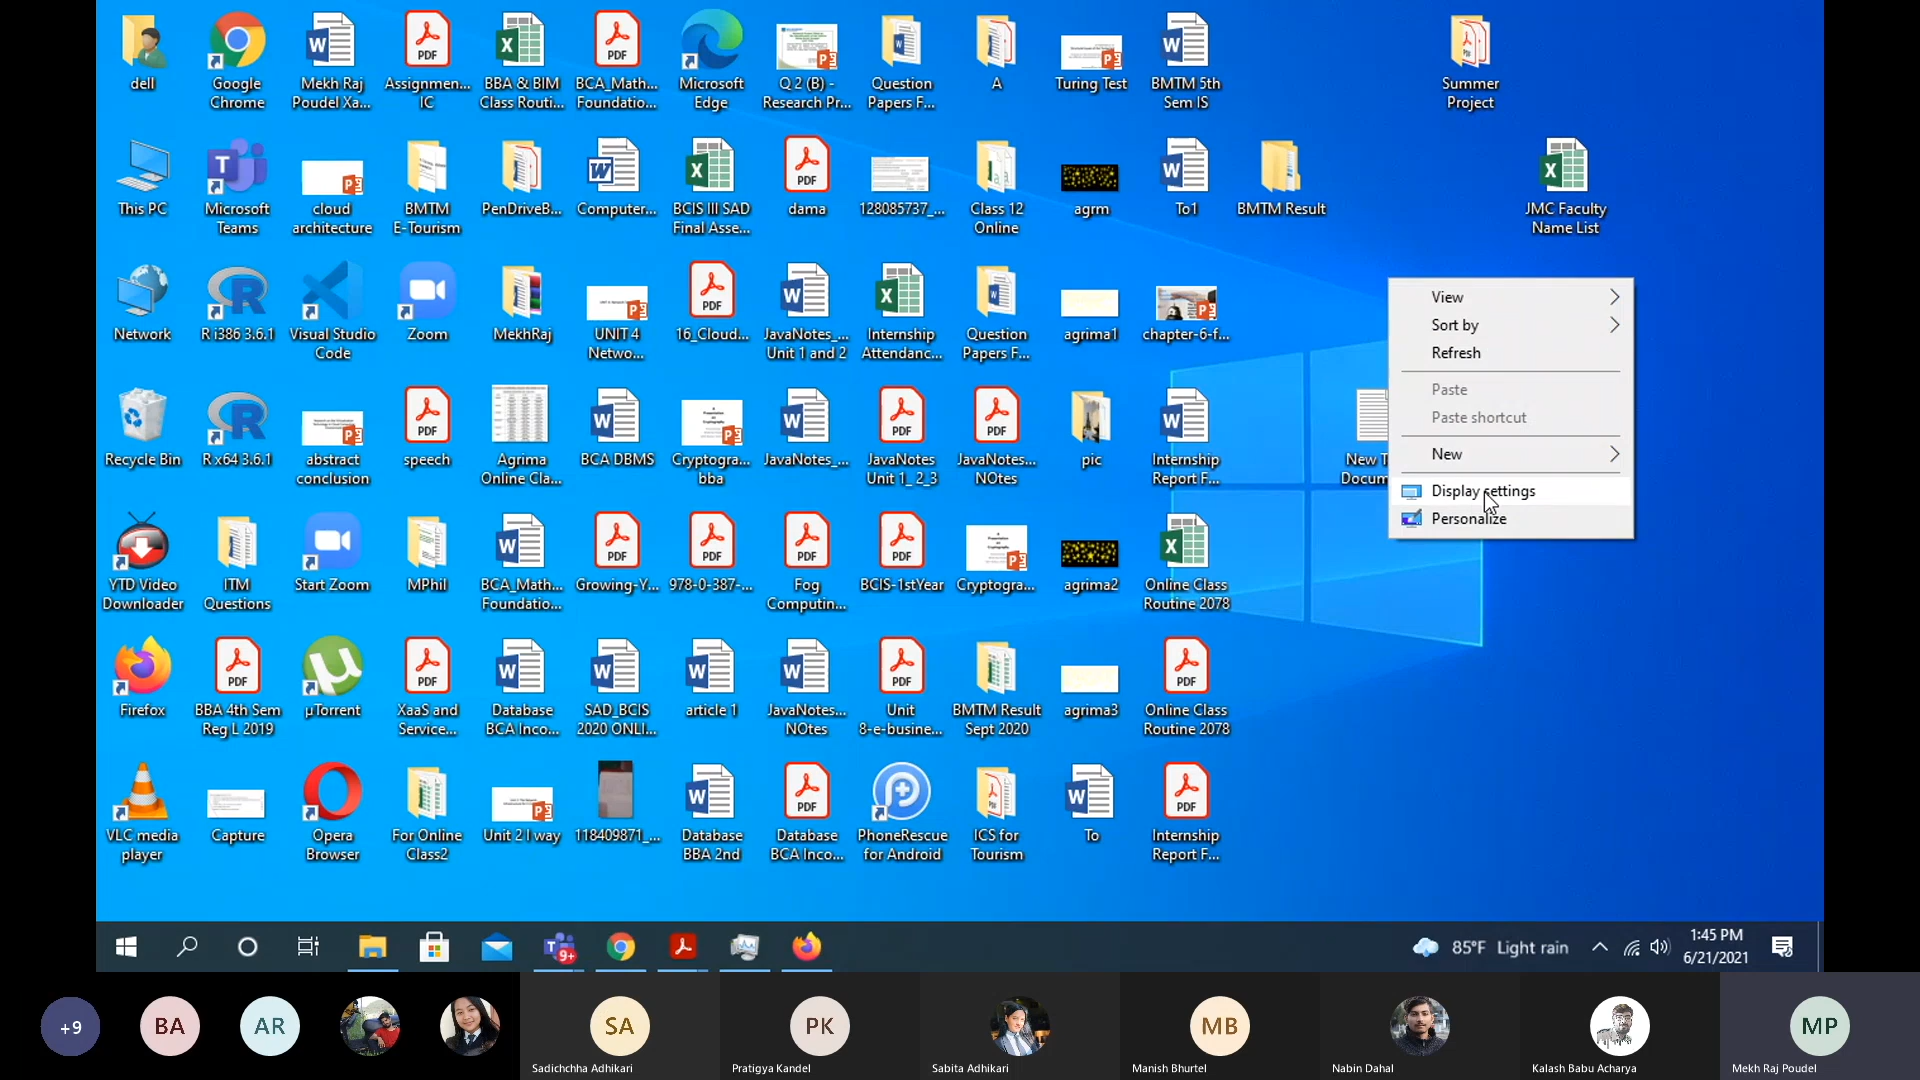 dell
Google
Chrome
Mekh Raj
Poudel Xa...
Assignmen...
IC
BBA & BIM
Class Routi...
BCA_Math...
Foundatio...
Microsoft
Edge
Q 2 (B) -
Research Pr...
Question
Papers F...
A
Turing Test
BMTM 5th
Sem IS
Summer
Project
This PC
Microsoft
Teams
cloud
architecture
BMTM
E-Tourism
PenDriveB...
Computer...
BCIS III SAD
Final Asse...
dama
128085737_...
Class 12
Online
agrm
To1
BMTM Result
JMC Faculty
Name List
Network
R i386 3.6.1
Visual Studio
Code
Zoom
MekhRaj
UNIT 4
Netwo...
16_Cloud...
JavaNotes_...
Unit 1 and 2
Internship
Attendanc...
Question
Papers F...
agrima1
chapter-6-f...
View
Sort by
Refresh
Paste
Paste shortcut
New
Display settings
Personalize
Recycle Bin
R x64 3.6.1
abstract
conclusion
speech
Agrima
Online Cla...
BCA DBMS
Cryptogra...
bba
JavaNotes_...
JavaNotes
Unit 1_ 2_3
JavaNotes...
NOtes
pic
Internship
Report F...
New T
Docum
YTD Video
Downloader
ITM
Questions
Start Zoom
MPhil
BCA_Math...
Foundatio...
Growing-Y...
978-0-387-...
Fog
Computin...
BCIS-1stYear
Cryptogra...
agrima2
Online Class
Routine 2078
Firefox
BBA 4th Sem
Reg L 2019
µTorrent
XaaS and
Service...
Database
BCA Inco...
SAD_BCIS
2020 ONLI...
article 1
JavaNotes...
NOtes
Unit
8-e-busine...
BMTM Result
Sept 2020
agrima3
Online Class
Routine 2078
VLC media
player
Capture
Opera
Browser
For Online
Class2
Unit 2 I way
118409871_...
Database
BBA 2nd
Database
BCA Inco...
PhoneRescue
for Android
ICS for
Tourism
To
Internship
Report F...
9+
85°F Light rain
1:45 PM
6/21/2021
+9
BA
AR
SA
Sadichchha Adhikari
PK
Pratigya Kandel
Sabita Adhikari
MB
Manish Bhurtel
Nabin Dahal
Kalash Babu Acharya
MP
Mekh Raj Poudel